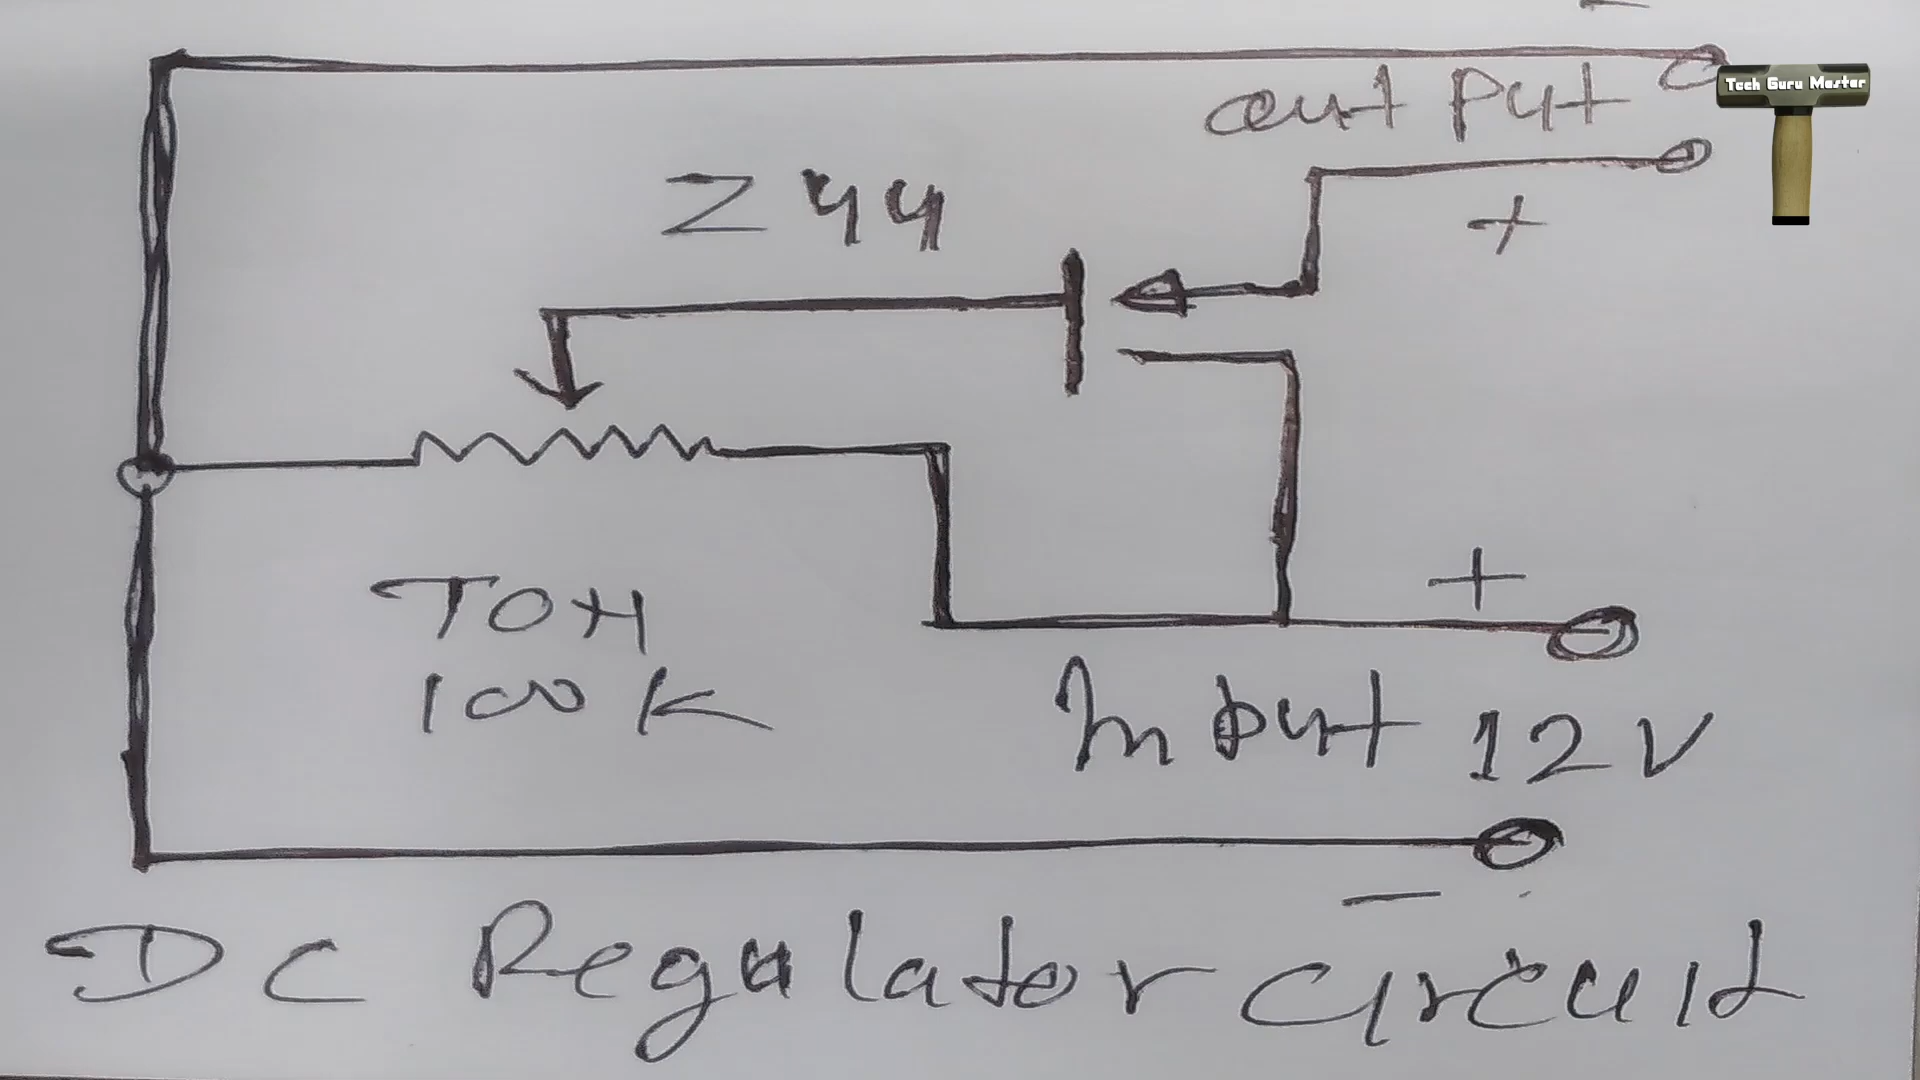 -
out put
Tech Guru Master
+
Z44
+
TOH
100K
Input 12V
-
DC Regulator Circuit